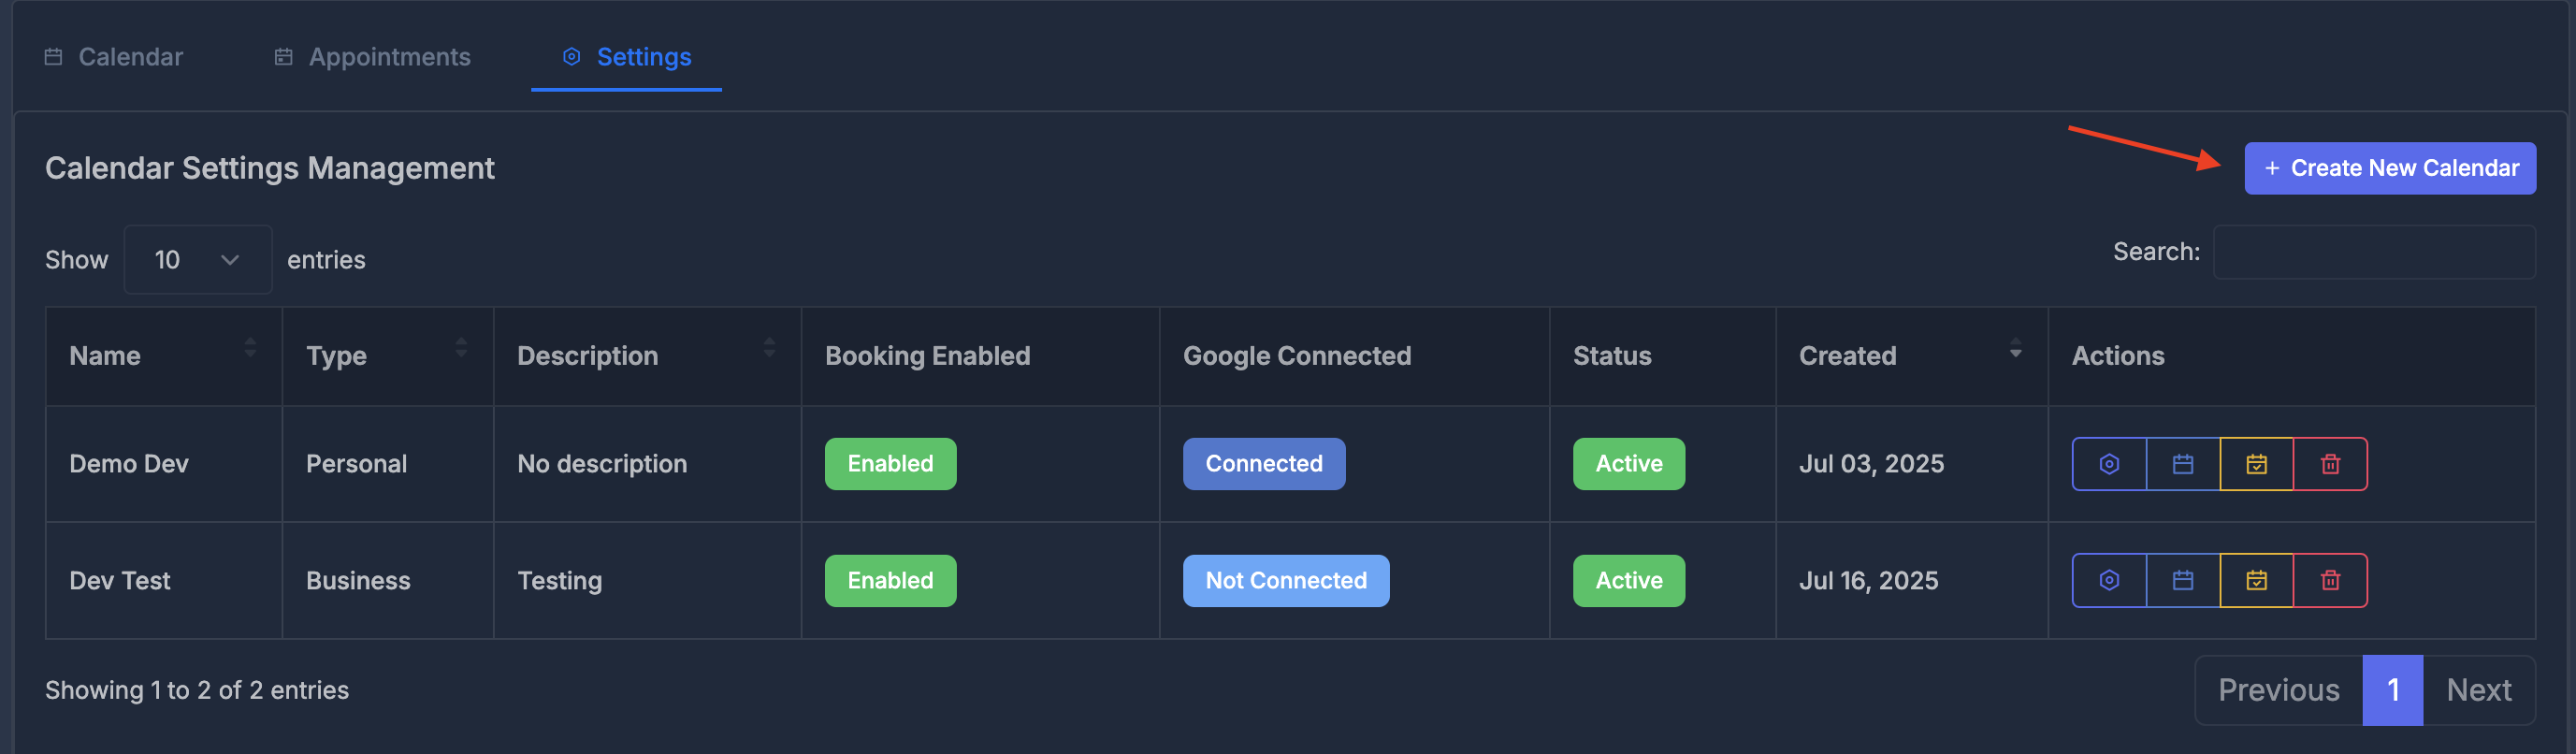 Calendar Appointments Settings
Calendar Settings Management
+ Create New Calendar
Show 10 entries
Search:
Name Type Description Booking Enabled Google Connected Status Created Actions
Demo Dev Personal No description Enabled Connected Active Jul 03, 2025
Dev Test Business Testing Enabled Not Connected Active Jul 16, 2025
Showing 1 to 2 of 2 entries
Previous 1 Next